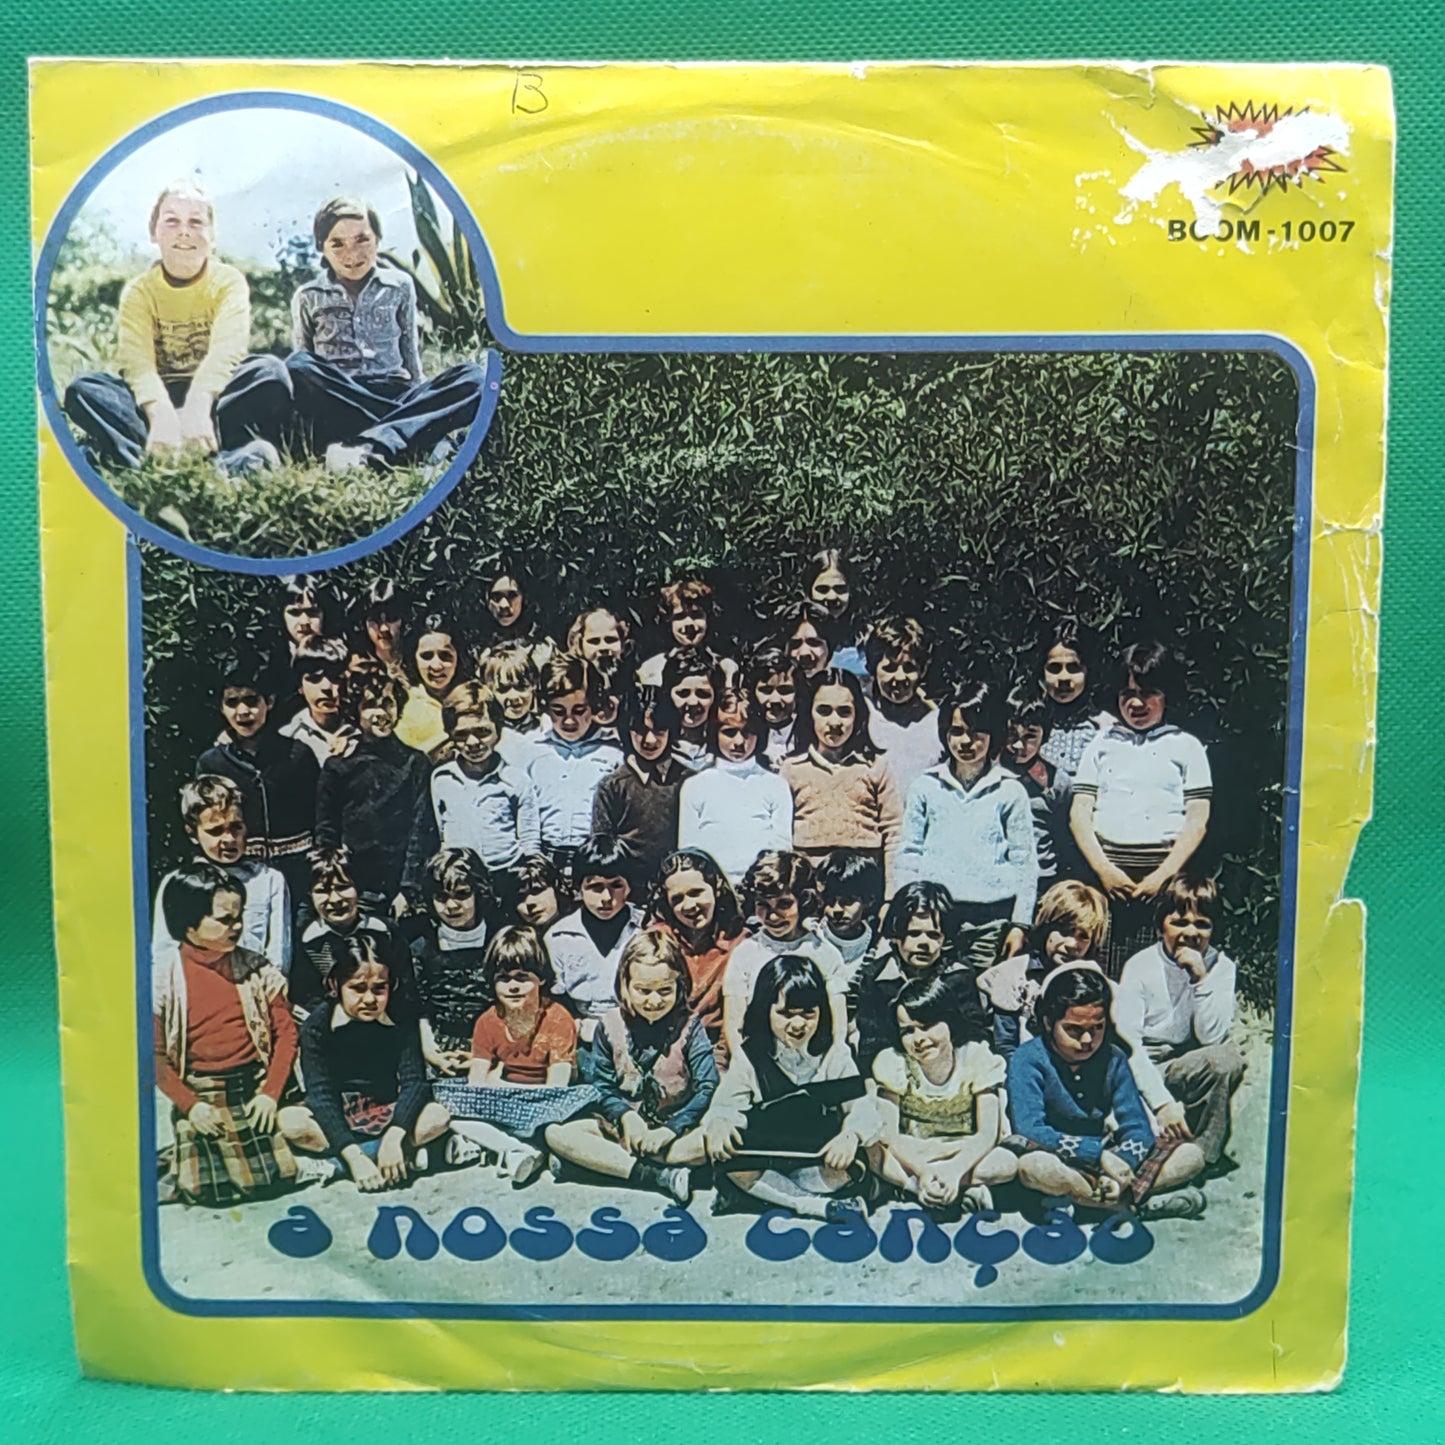 B
BOOM-1007
a nossa canção